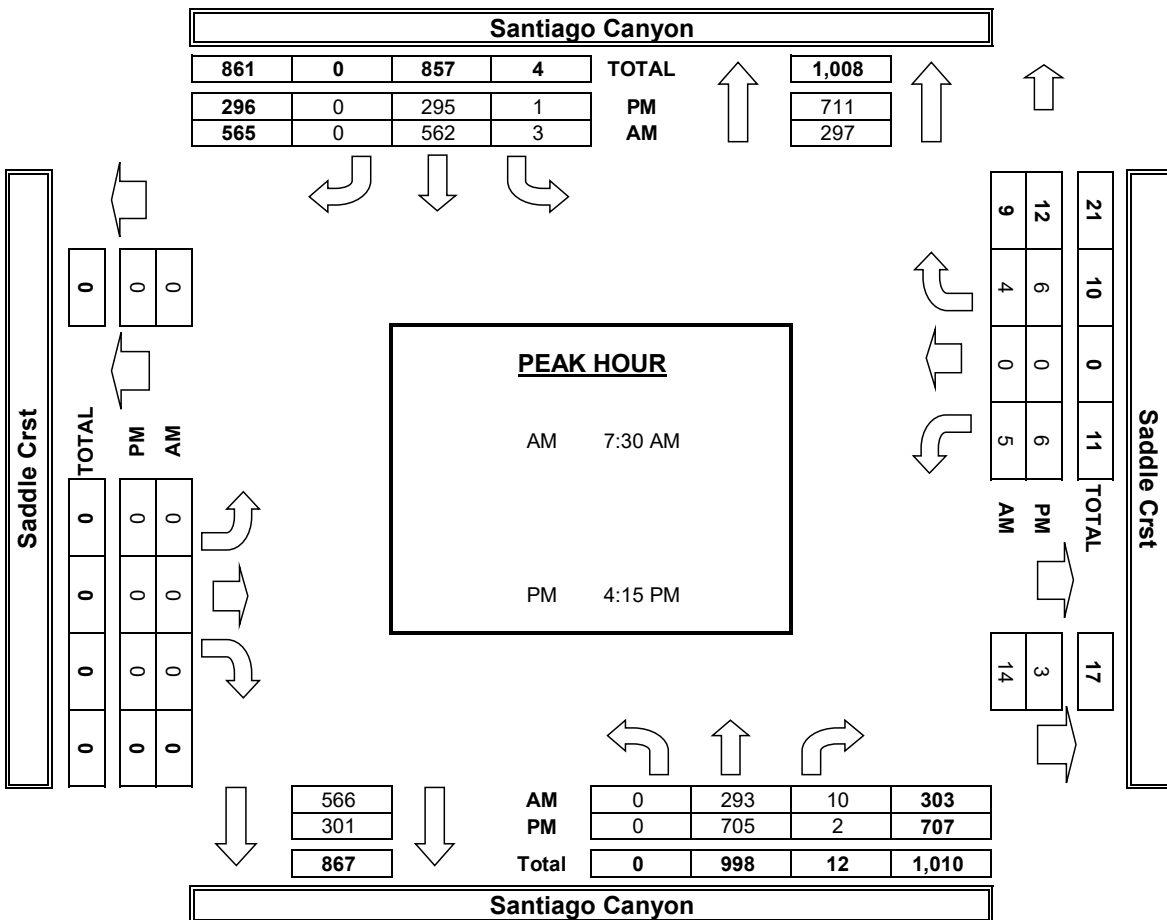 Santiago Canyon
861 0 857 4 TOTAL 1,008
296 0 295 1 PM 711
565 0 562 3 AM 297
Saddle Crst
0 0 0
TOTAL PM AM
0 0 0
0 0 0
0 0 0
0 0 0
PEAK HOUR
AM 7:30 AM
PM 4:15 PM
9 12 21
4 6 10
0 0 0
5 6 11
AM PM TOTAL
14 3 17
Saddle Crst
566 AM 0 293 10 303
301 PM 0 705 2 707
867 Total 0 998 12 1,010
Santiago Canyon